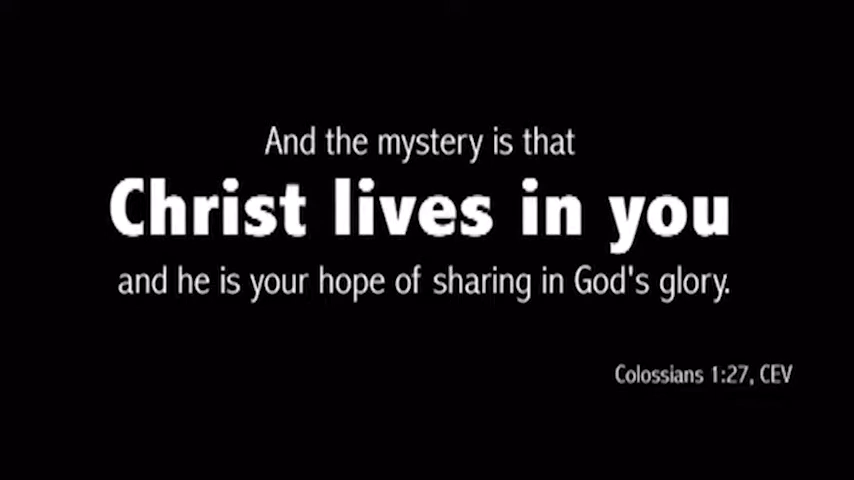 And the mystery is that
Christ lives in you
and he is your hope of sharing in God's glory.
Colossians 1:27, CEV